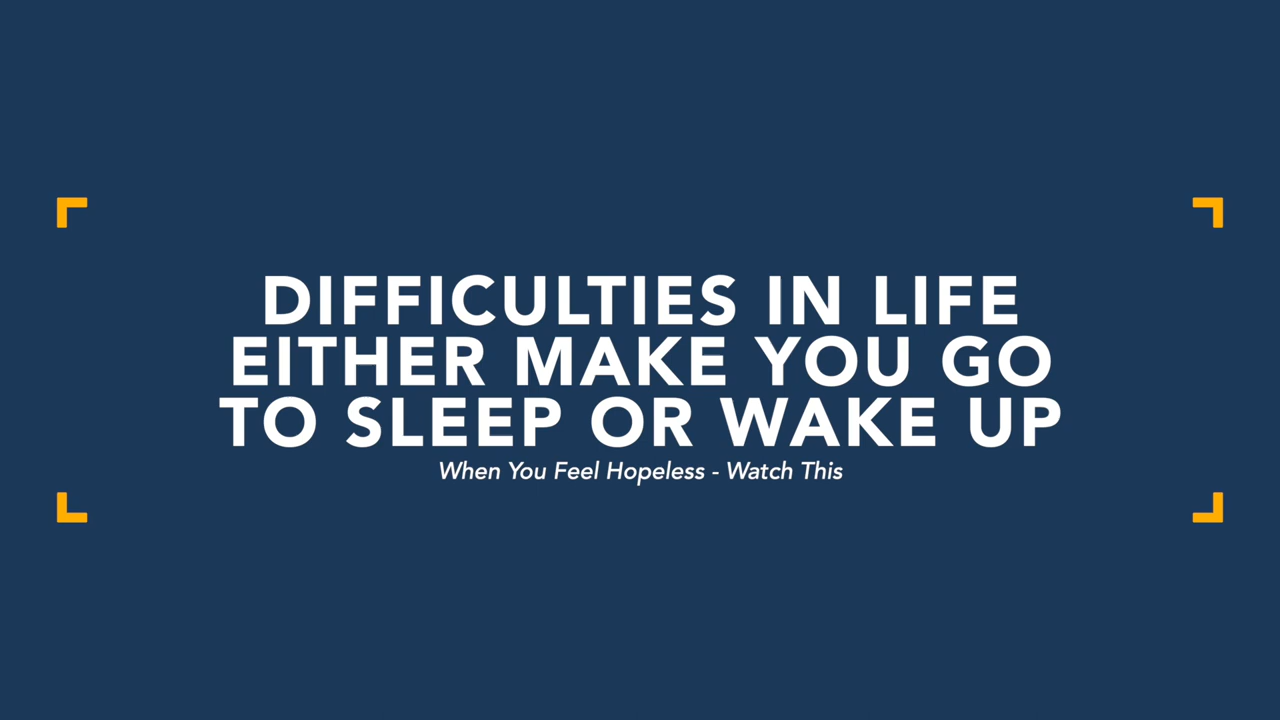 DIFFICULTIES IN LIFE
EITHER MAKE YOU GO
TO SLEEP OR WAKE UP
When You Feel Hopeless - Watch This